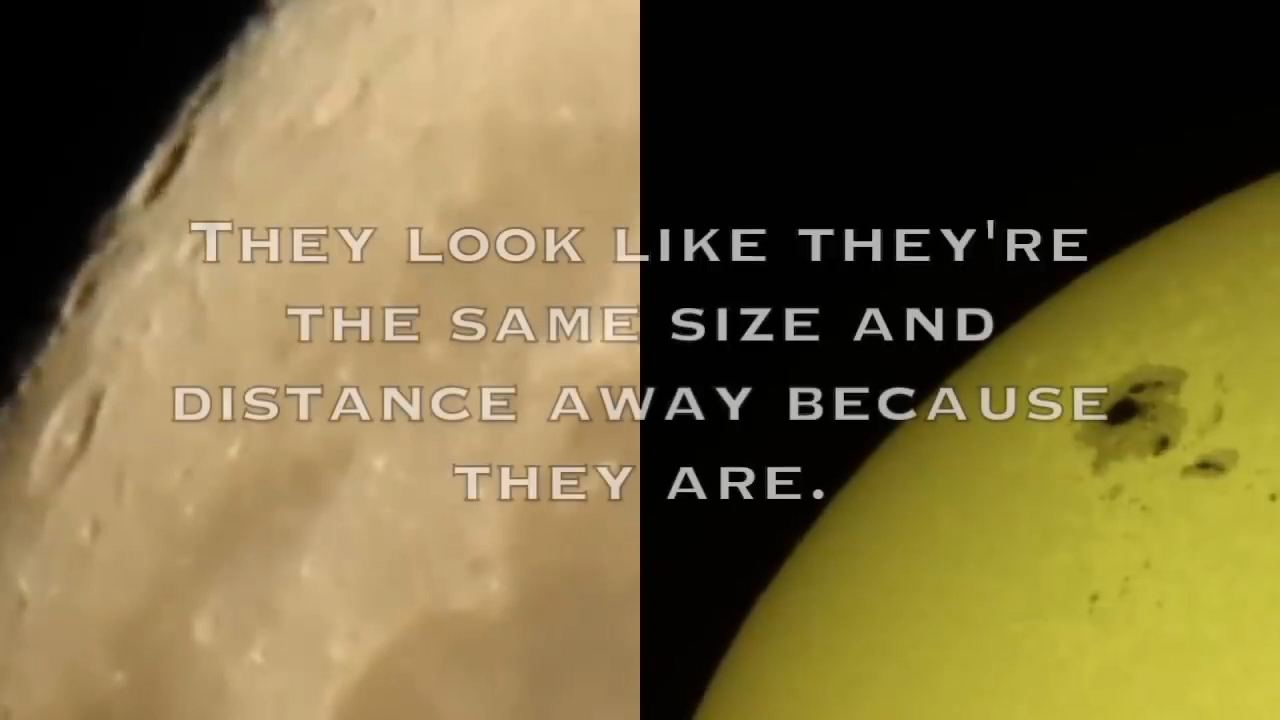 They look like they're
the same size and
distance away because
they are.